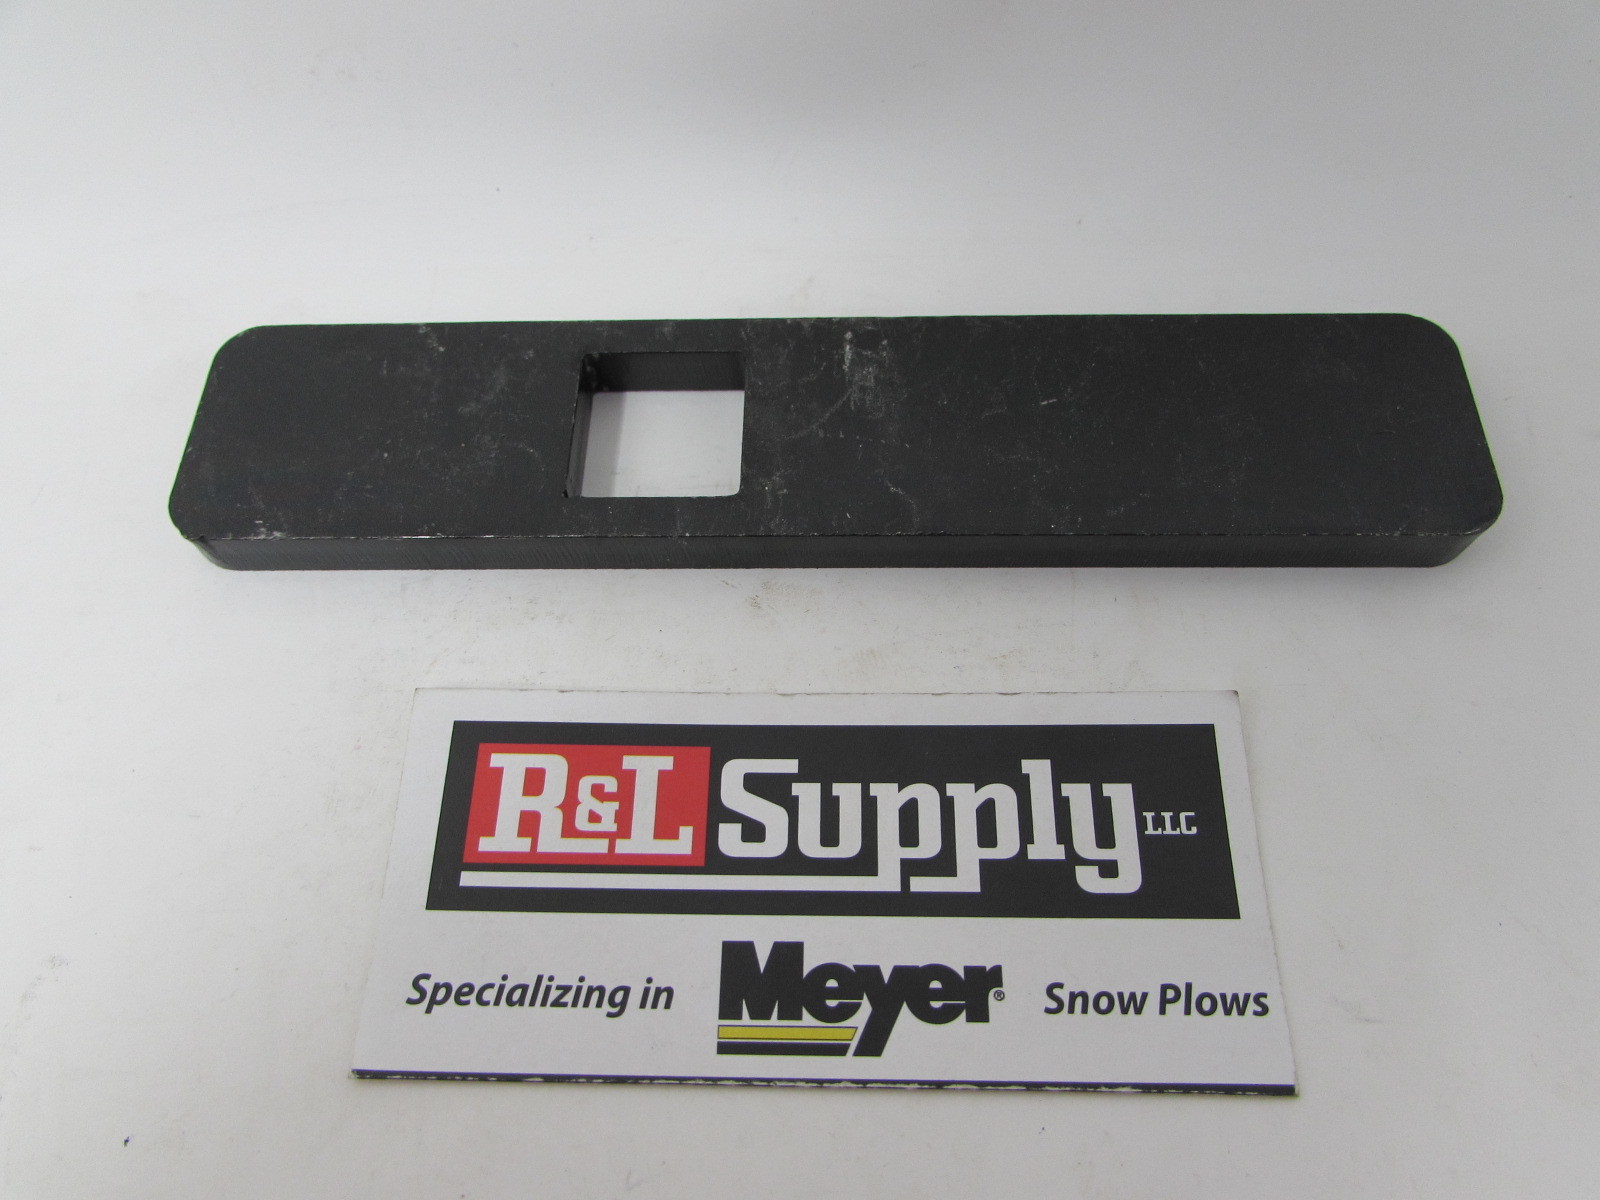 R&L Supply LLC
Specializing in Meyer® Snow Plows